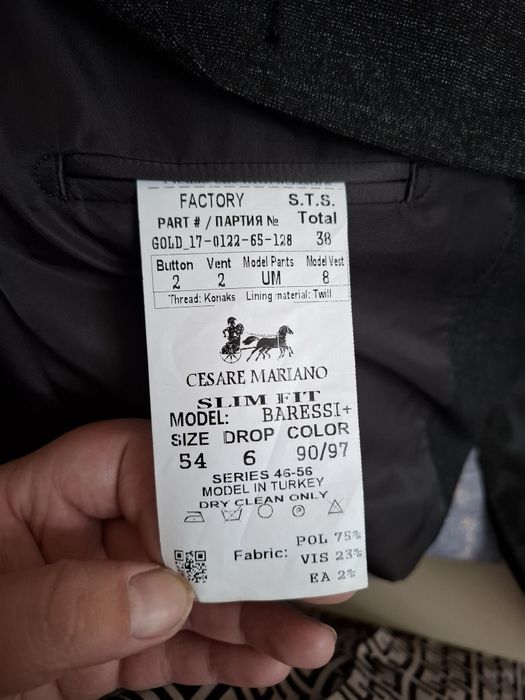 FACTORY S.T.S.
PART # / ПАРТИЯ № Total
GOLD_17-0122-65-128 38
Button Vent Model Parts Model Vest
2 2 UM 8
Thread: Konaks Lining material: Twill
CESARE MARIANO
SLIM FIT
MODEL: BARESSI+
SIZE DROP COLOR
54 6 90/97
SERIES 46-56
MODEL IN TURKEY
DRY CLEAN ONLY
Fabric: POL 75%
VIS 23%
EA 2%